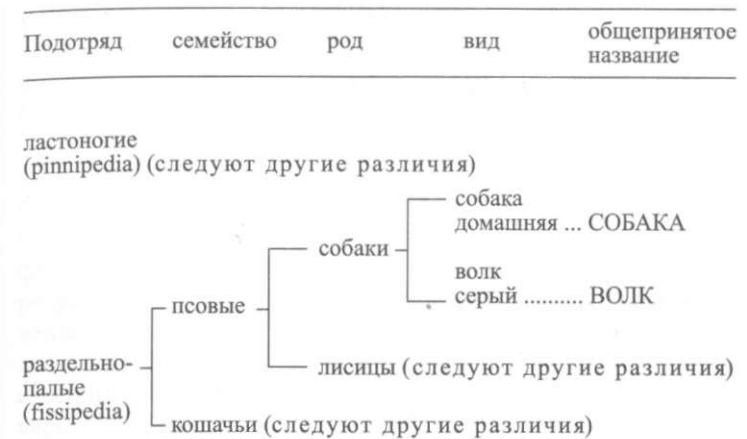 Подотряд семейство род вид общепринятое
название
ластоногие
(pinnipedia) (следуют другие различия)
собака
домашняя ... СОБАКА
собаки
волк
серый .......... ВОЛК
псовые
лисицы (следуют другие различия)
раздельно-
палые
(fissipedia)
кошачьи (следуют другие различия)